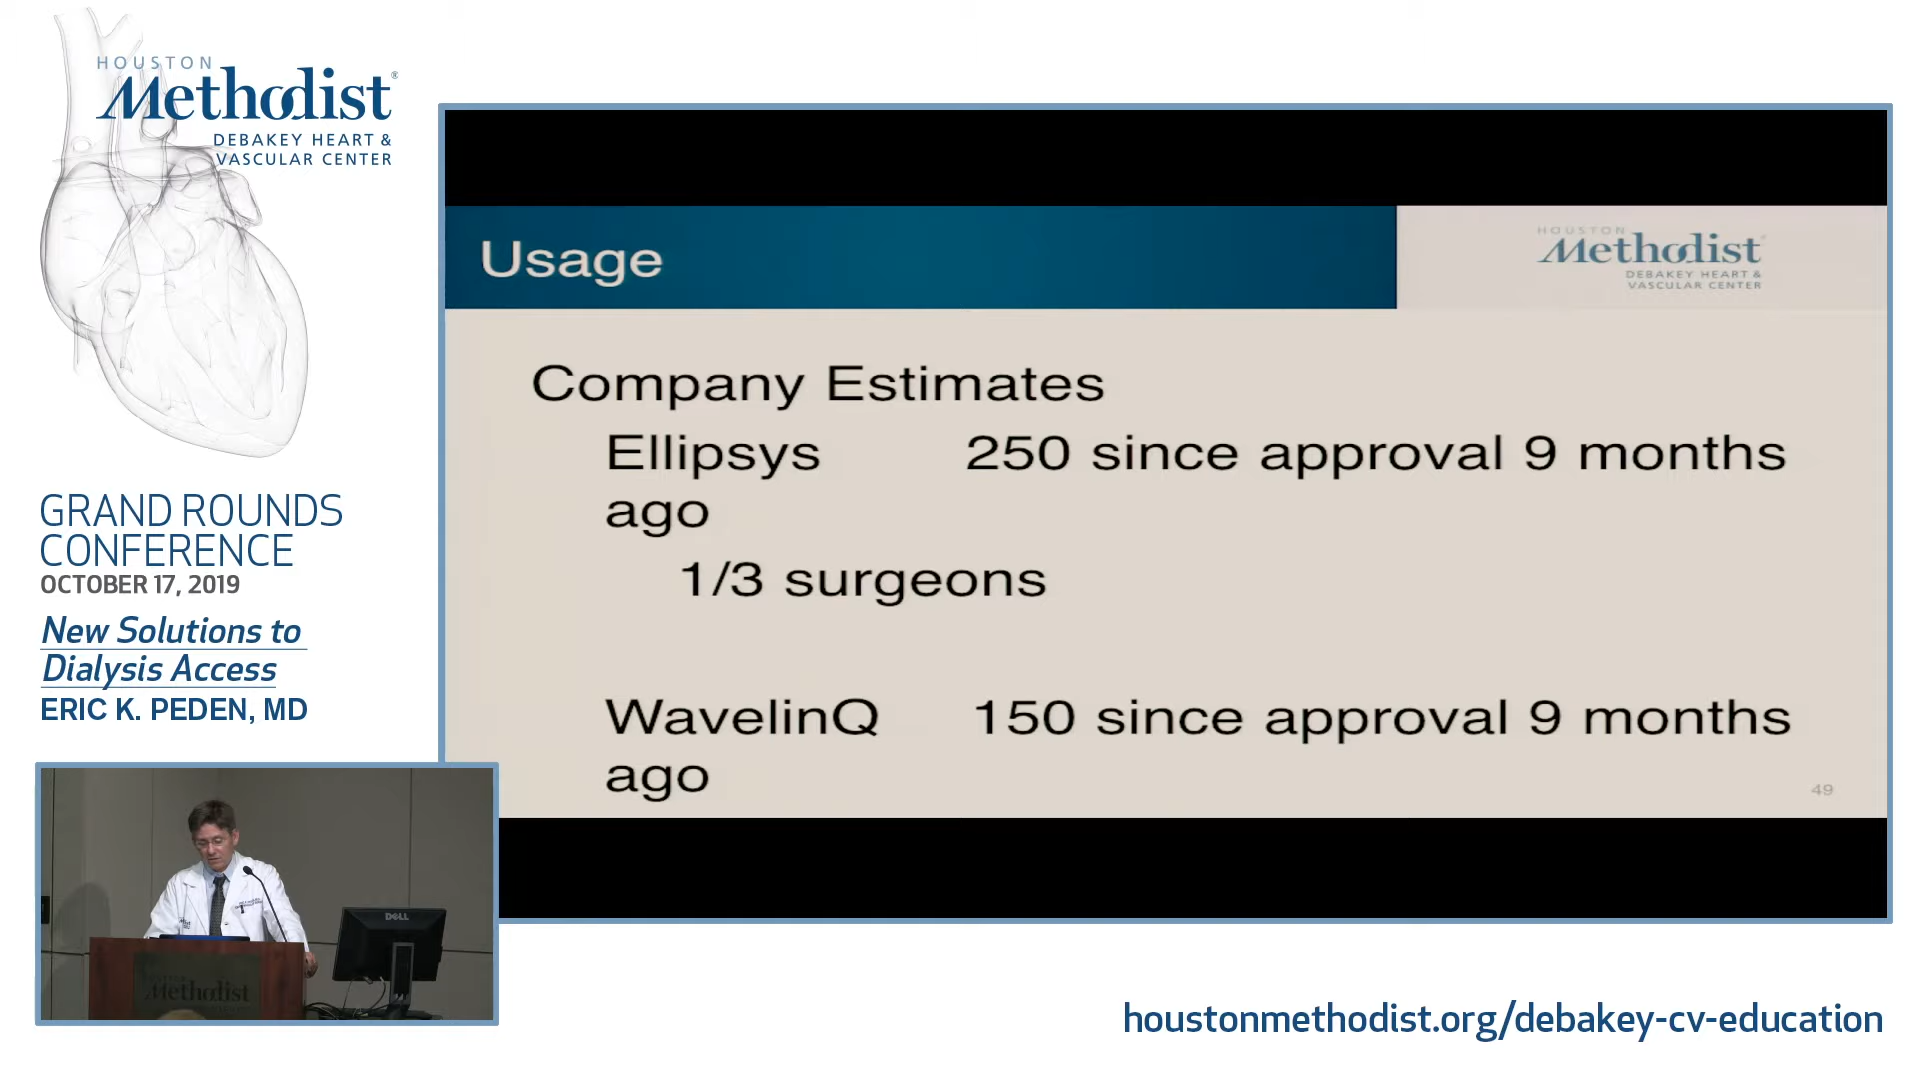 HOUSTON
Methodist®
DEBAKEY HEART &
VASCULAR CENTER
GRAND ROUNDS
CONFERENCE
OCTOBER 17, 2019
New Solutions to
Dialysis Access
ERIC K. PEDEN, MD
Usage
HOUSTON
Methodist
DEBAKEY HEART &
VASCULAR CENTER
Company Estimates
Ellipsys 250 since approval 9 months
ago
1/3 surgeons
WavelinQ 150 since approval 9 months
ago
49
DELL
Methodist
houstonmethodist.org/debakey-cv-education